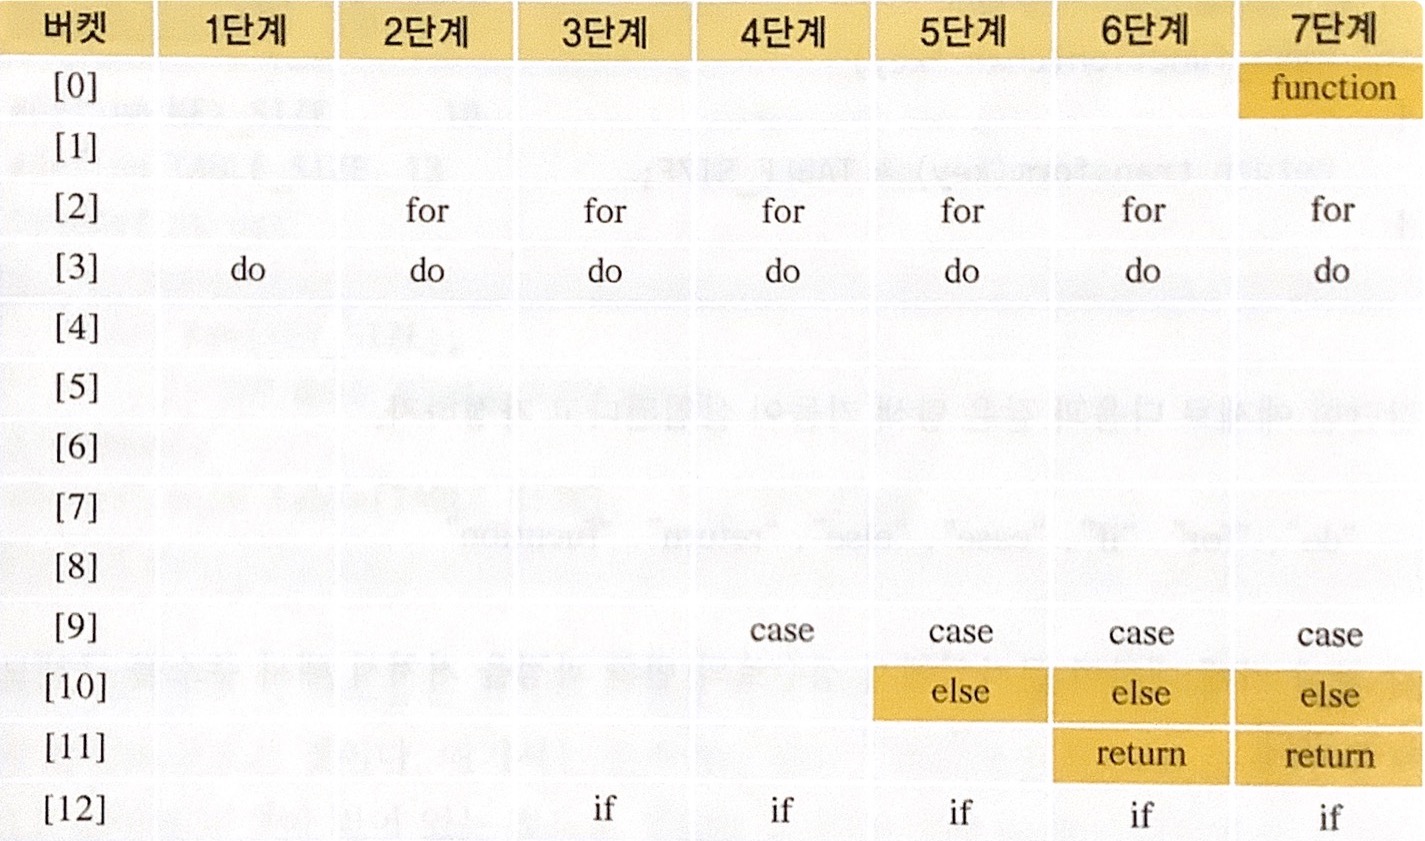 버켓 1단계 2단계 3단계 4단계 5단계 6단계 7단계
[0] function
[1]
[2] for for for for for for
[3] do do do do do do do
[4]
[5]
[6]
[7]
[8]
[9] case case case case
[10] else else else
[11] return return
[12] if if if if if